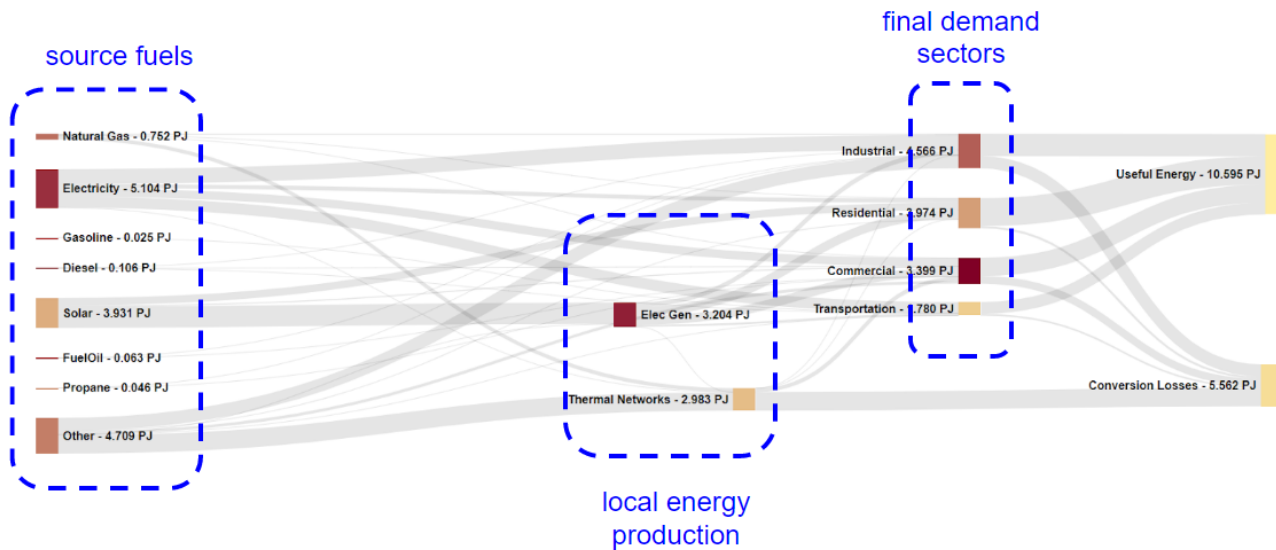 final demand
sectors
source fuels
Natural Gas - 0.752 PJ
Industrial - 4.566 PJ
Useful Energy - 10.595 PJ
Electricity - 5.104 PJ
Residential - 3.974 PJ
Gasoline - 0.025 PJ
Diesel - 0.106 PJ
Commercial - 3.399 PJ
Solar - 3.931 PJ
Elec Gen - 3.204 PJ
Transportation - 1.780 PJ
FuelOil - 0.063 PJ
Propane - 0.046 PJ
Conversion Losses - 5.562 PJ
Thermal Networks - 2.983 PJ
Other - 4.709 PJ
local energy
production